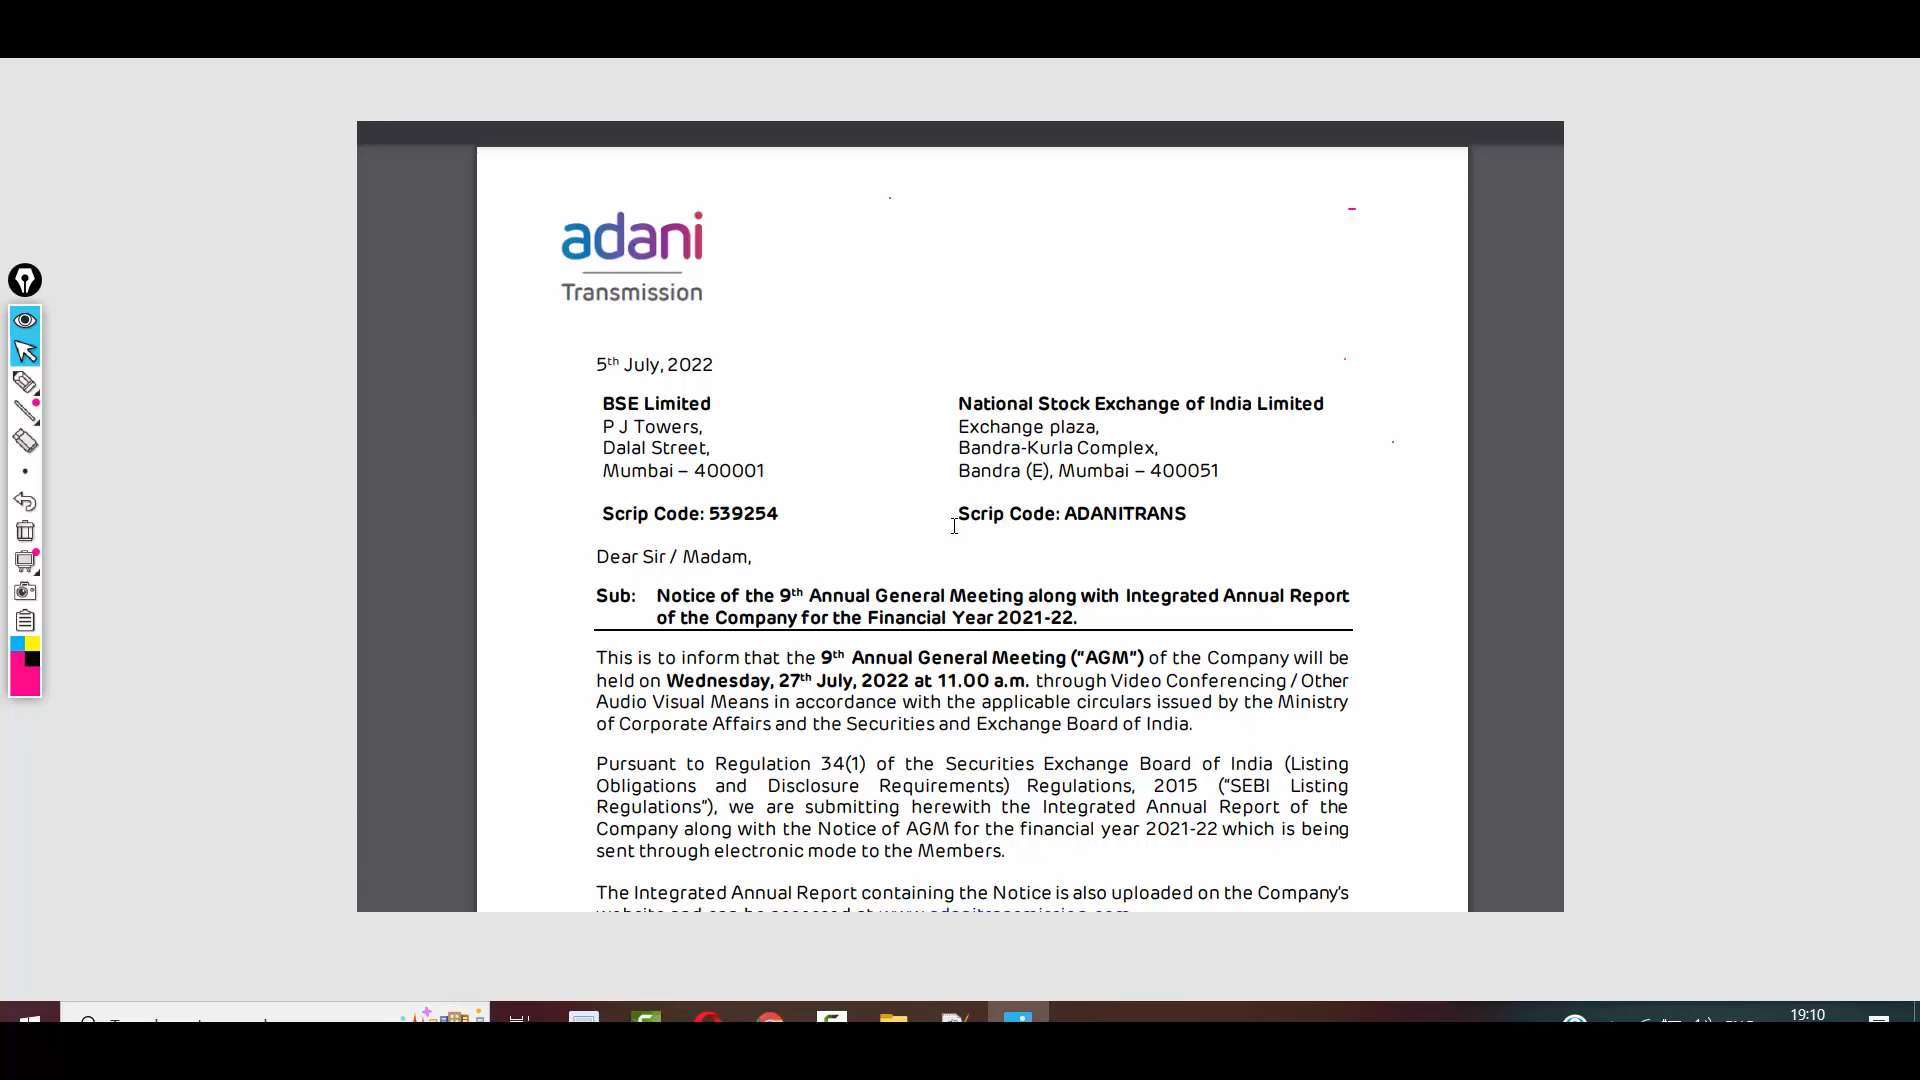 adani
Transmission
5th July, 2022
BSE Limited
P J Towers,
Dalal Street,
Mumbai – 400001
Scrip Code: 539254
National Stock Exchange of India Limited
Exchange plaza,
Bandra-Kurla Complex,
Bandra (E), Mumbai – 400051
Scrip Code: ADANITRANS
Dear Sir / Madam,
Sub: Notice of the 9th Annual General Meeting along with Integrated Annual Report
of the Company for the Financial Year 2021-22.
This is to inform that the 9th Annual General Meeting (“AGM”) of the Company will be
held on Wednesday, 27th July, 2022 at 11.00 a.m. through Video Conferencing / Other
Audio Visual Means in accordance with the applicable circulars issued by the Ministry
of Corporate Affairs and the Securities and Exchange Board of India.
Pursuant to Regulation 34(1) of the Securities Exchange Board of India (Listing
Obligations and Disclosure Requirements) Regulations, 2015 (“SEBI Listing
Regulations”), we are submitting herewith the Integrated Annual Report of the
Company along with the Notice of AGM for the financial year 2021-22 which is being
sent through electronic mode to the Members.
The Integrated Annual Report containing the Notice is also uploaded on the Company’s
19:10